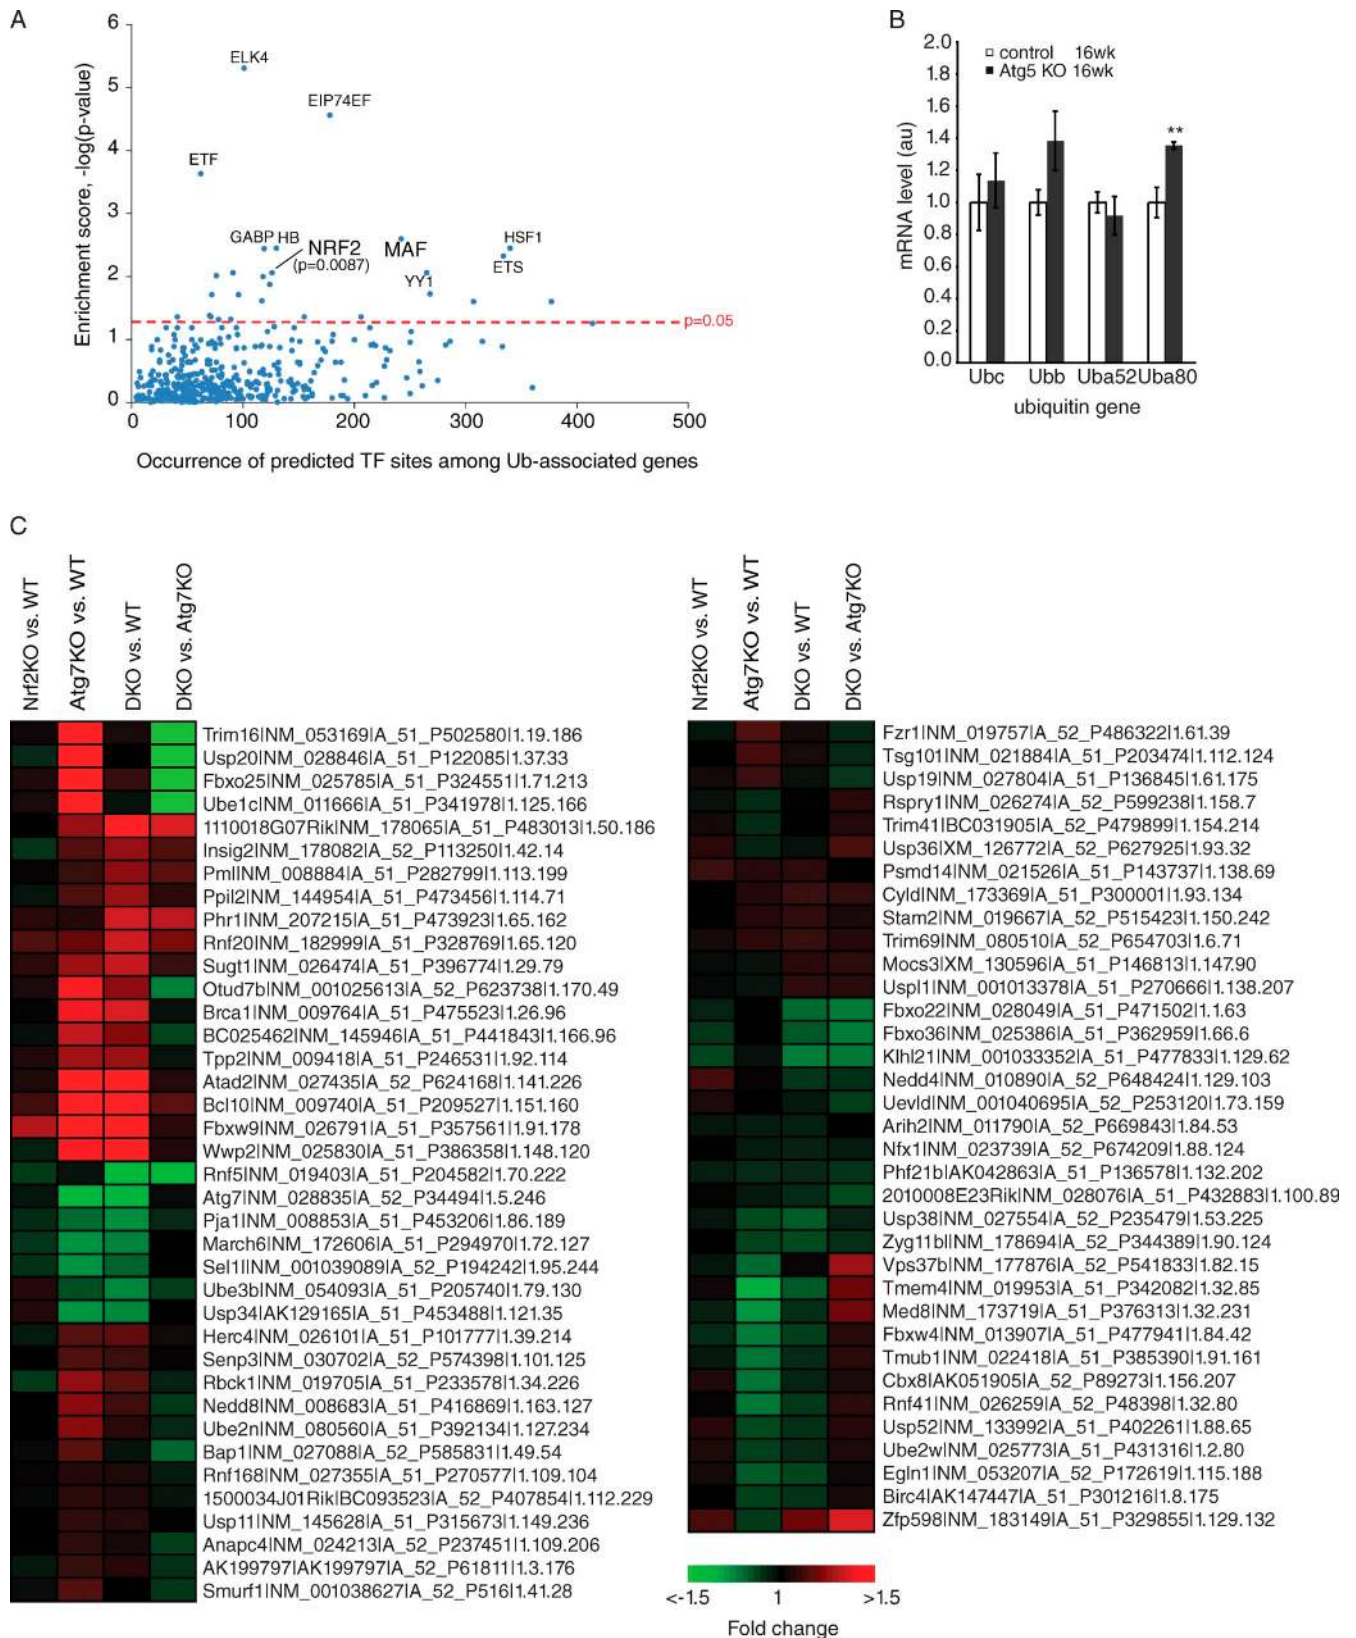 A
6
5
4
3
2
1
0
Enrichment score, -log(p-value)
ELK4
EIP74EF
ETF
GABP HB
NRF2
(p=0.0087)
MAF
HSF1
ETS
YY1
p=0.05
0 100 200 300 400 500
Occurrence of predicted TF sites among Ub-associated genes
B
2.0
1.8
1.6
1.4
1.2
1.0
0.8
0.6
0.4
0.2
0.0
mRNA level (au)
control 16wk
Atg5 KO 16wk
**
Ubc Ubb Uba52 Uba80
ubiquitin gene
C
Nrf2KO vs. WT
Atg7KO vs. WT
DKO vs. WT
DKO vs. Atg7KO
Trim16|NM_053169|A_51_P502580|1.19.186
Usp20|NM_028846|A_51_P122085|1.37.33
Fbxo25|NM_025785|A_51_P324551|1.71.213
Ube1c|NM_011666|A_51_P341978|1.125.166
1110018G07Rik|NM_178065|A_51_P483013|1.50.186
Insig2|NM_178082|A_52_P113250|1.42.14
Pml|NM_008884|A_51_P282799|1.113.199
Ppil2|NM_144954|A_52_P473456|1.114.71
Phr1|NM_207215|A_51_P473923|1.65.162
Rnf20|NM_182999|A_51_P328769|1.65.120
Sugt1|NM_026474|A_51_P396774|1.29.79
Otud7b|NM_001025613|A_52_P623738|1.170.49
Brca1|NM_009764|A_51_P475523|1.26.96
BC025462|NM_145946|A_51_P441843|1.166.96
Tpp2|NM_009418|A_51_P246531|1.92.114
Atad2|NM_027435|A_52_P624168|1.141.226
Bcl10|NM_009740|A_51_P209527|1.151.160
Fbxw9|NM_026791|A_51_P357561|1.91.178
Wwp2|NM_025830|A_51_P386358|1.148.120
Rnf5|NM_019403|A_51_P204582|1.70.222
Atg7|NM_028835|A_52_P34494|1.5.246
Pja1|NM_008853|A_51_P453206|1.86.189
March6|NM_172606|A_51_P294970|1.72.127
Sel1l|NM_001039089|A_52_P194242|1.95.244
Ube3b|NM_054093|A_51_P205740|1.79.130
Usp34|AK129165|A_51_P453488|1.121.35
Herc4|NM_026101|A_51_P101777|1.39.214
Senp3|NM_030702|A_52_P574398|1.101.125
Rbck1|NM_019705|A_51_P233578|1.34.226
Nedd8|NM_008683|A_51_P416869|1.163.127
Ube2n|NM_080560|A_51_P392134|1.127.234
Bap1|NM_027088|A_52_P585831|1.49.54
Rnf168|NM_027355|A_51_P270577|1.109.104
1500034J01Rik|BC093523|A_52_P407854|1.112.229
Usp11|NM_145628|A_51_P315673|1.149.236
Anapc4|NM_024213|A_52_P237451|1.109.206
AK199797|AK199797|A_52_P61811|1.3.176
Smurf1|NM_001038627|A_52_P516|1.41.28
Nrf2KO vs. WT
Atg7KO vs. WT
DKO vs. WT
DKO vs. Atg7KO
Fzr1|NM_019757|A_52_P486322|1.61.39
Tsg101|NM_021884|A_51_P203474|1.112.124
Usp19|NM_027804|A_51_P136845|1.61.175
Rspry1|NM_026274|A_52_P599238|1.158.7
Trim41|BC031905|A_52_P479899|1.154.214
Usp36|XM_126772|A_52_P627925|1.93.32
Psmd14|NM_021526|A_51_P143737|1.138.69
Cyld|NM_173369|A_51_P300001|1.93.134
Stam2|NM_019667|A_52_P515423|1.150.242
Trim69|NM_080510|A_52_P654703|1.6.71
Mocs3|XM_130596|A_51_P146813|1.147.90
Uspl1|NM_001013378|A_51_P270666|1.138.207
Fbxo22|NM_028049|A_51_P471502|1.1.63
Fbxo36|NM_025386|A_51_P362959|1.66.6
Klhl21|NM_001033352|A_51_P477833|1.129.62
Nedd4|NM_010890|A_52_P648424|1.129.103
Uevld|NM_001040695|A_52_P253120|1.73.159
Arih2|NM_011790|A_52_P669843|1.84.53
Nfx1|NM_023739|A_52_P674209|1.88.124
Phf21b|AK042863|A_51_P136578|1.132.202
2010008E23Rik|NM_028076|A_51_P432883|1.100.89
Usp38|NM_027554|A_52_P235479|1.53.225
Zyg11bl|NM_178694|A_52_P344389|1.90.124
Vps37b|NM_177876|A_52_P541833|1.82.15
Tmem4|NM_019953|A_51_P342082|1.32.85
Med8|NM_173719|A_51_P376313|1.32.231
Fbxw4|NM_013907|A_51_P477941|1.84.42
Tmub1|NM_022418|A_51_P385390|1.91.161
Cbx8|AK051905|A_52_P89273|1.156.207
Rnf41|NM_026259|A_52_P48398|1.32.80
Usp52|NM_133992|A_51_P402261|1.88.65
Ube2w|NM_025773|A_51_P431316|1.2.80
Egln1|NM_053207|A_52_P172619|1.115.188
Birc4|AK147447|A_51_P301216|1.8.175
Zfp598|NM_183149|A_51_P329855|1.129.132
<-1.5 1 >1.5
Fold change